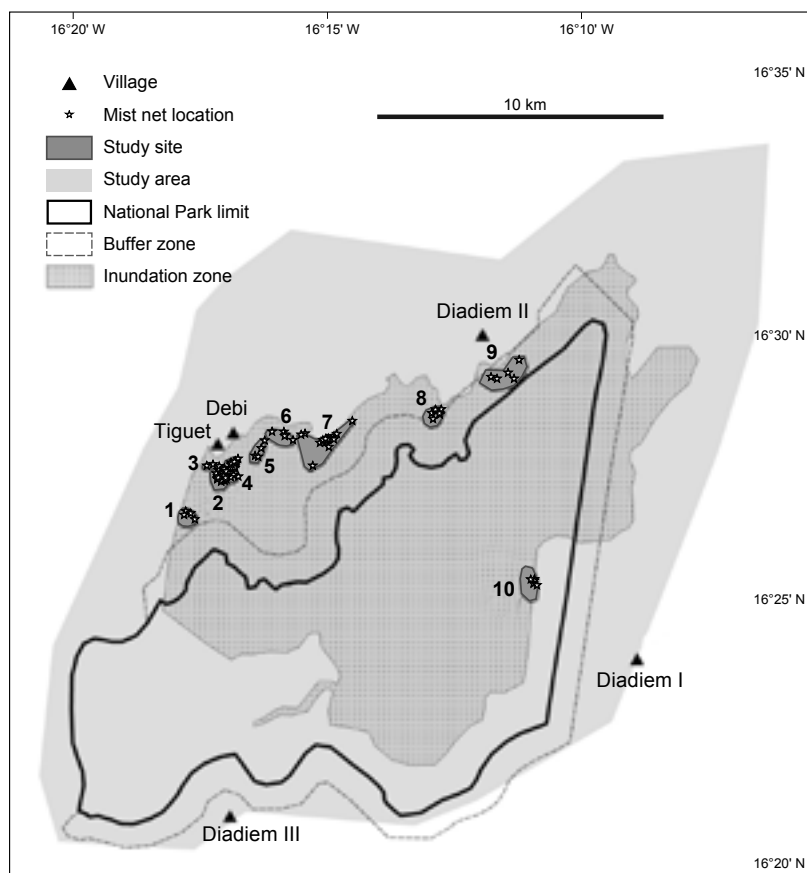 16°20' W
16°15' W
16°10' W
16°35' N
Village
Mist net location
10 km
Study site
Study area
National Park limit
Buffer zone
Inundation zone
Diadiem II
16°30' N
9
8
Debi
6
7
Tiguet
3
5
4
2
1
10
16°25' N
Diadiem I
Diadiem III
16°20' N